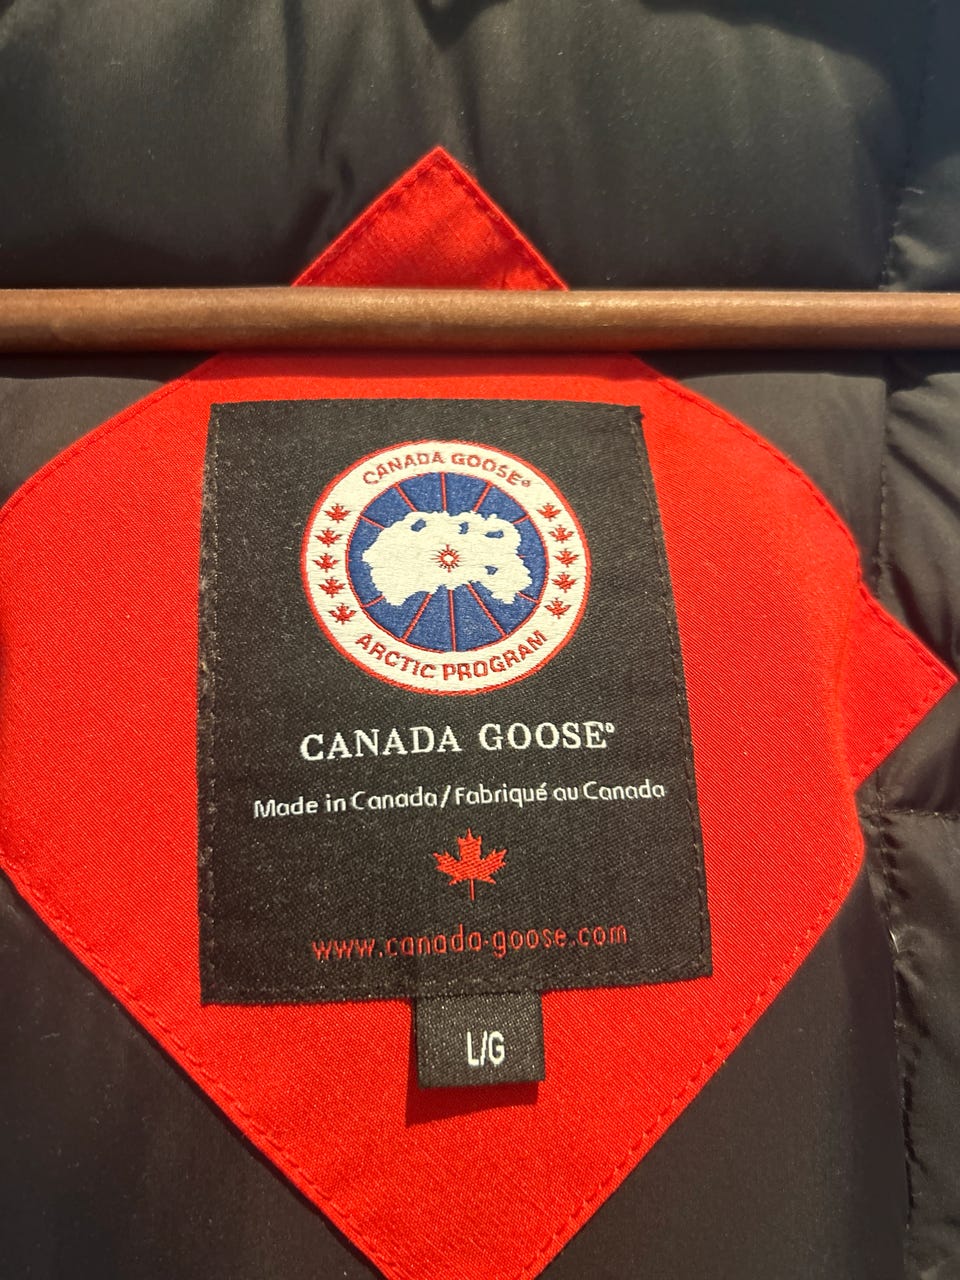 CANADA GOOSE®
ARCTIC PROGRAM
CANADA GOOSE®
Made in Canada/Fabriqué au Canada
www.canada-goose.com
L/G